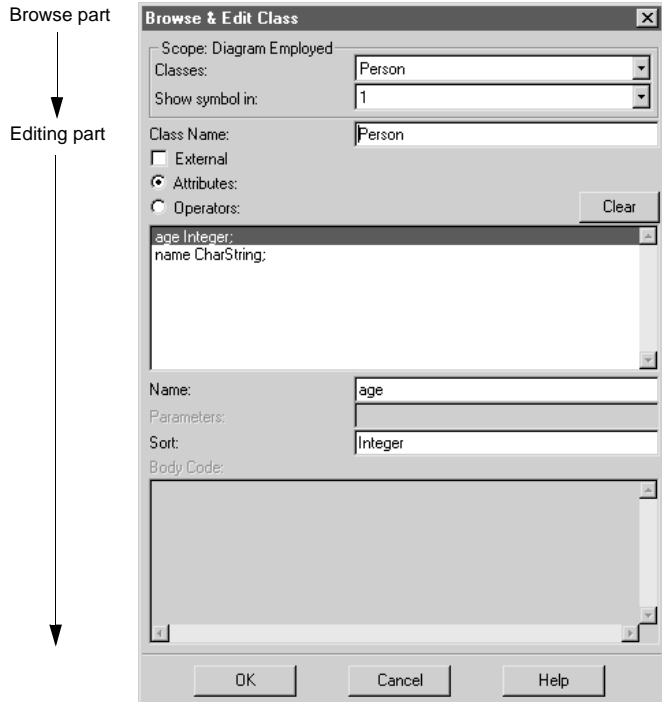 Browse part
Browse & Edit Class
Scope: Diagram Employed
Classes: Person
Show symbol in: 1
Editing part
Class Name: Person
External
Attributes:
Operators:
Clear
age Integer;
name CharString;
Name: age
Parameters:
Sort: Integer
Body Code:
OK Cancel Help